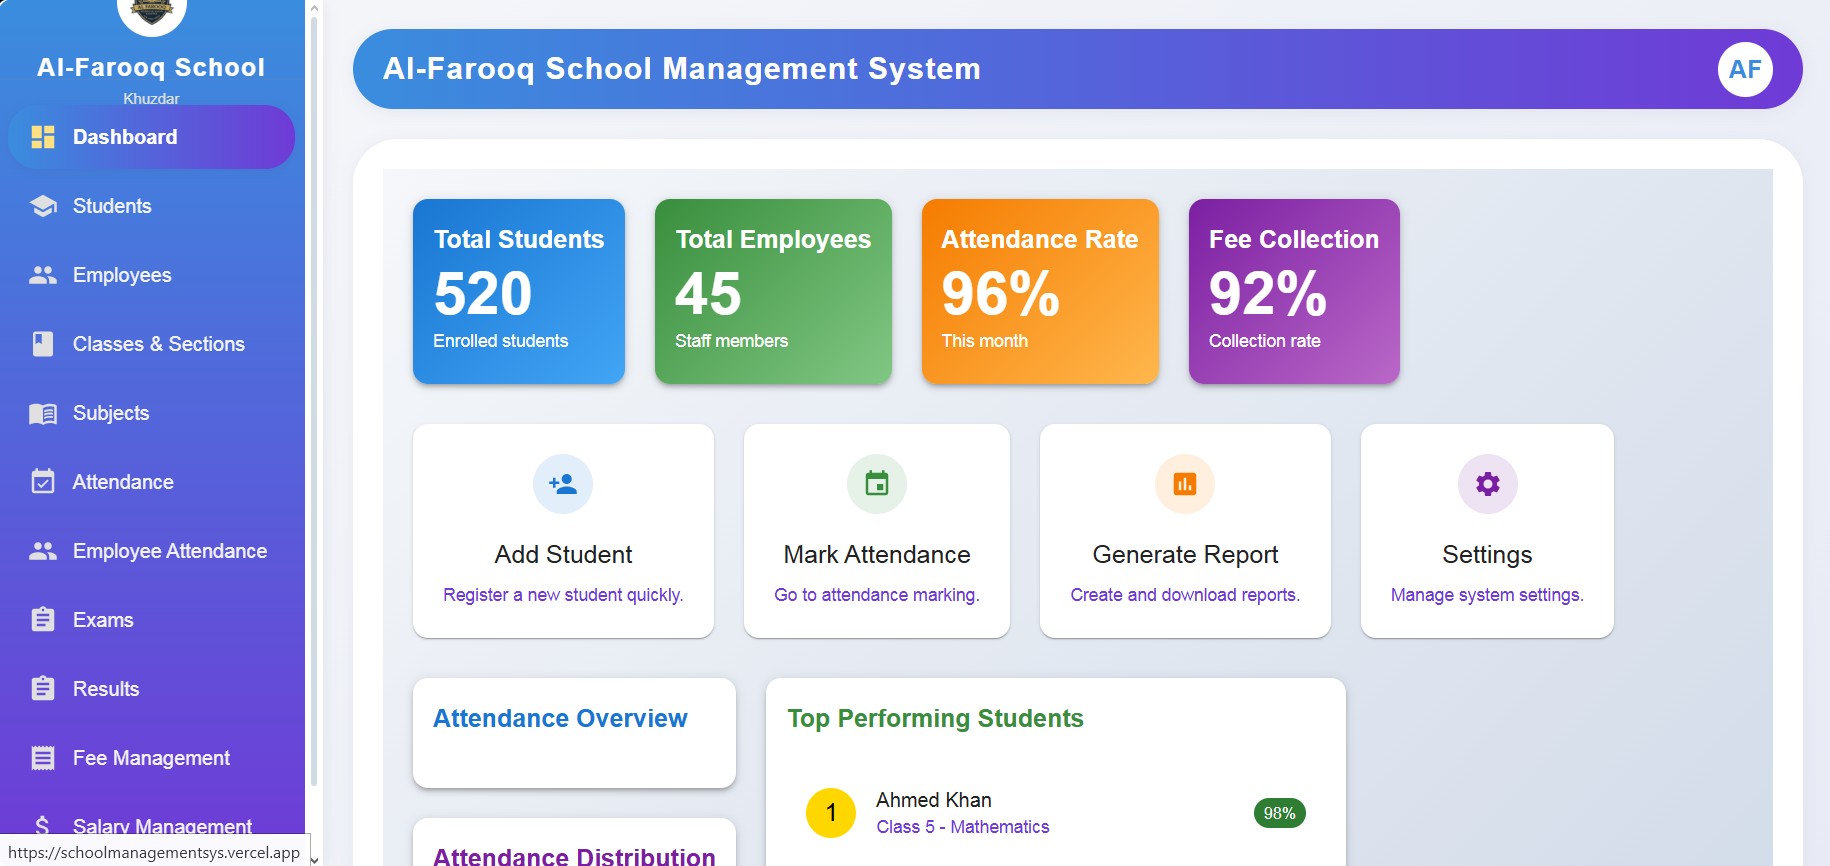 AL FAROOQ
Al-Farooq School
Khuzdar
Dashboard
Students
Employees
Classes & Sections
Subjects
Attendance
Employee Attendance
Exams
Results
Fee Management
Salary Management
https://schoolmanagementsys.vercel.app
Al-Farooq School Management System
AF
Total Students
520
Enrolled students
Total Employees
45
Staff members
Attendance Rate
96%
This month
Fee Collection
92%
Collection rate
Add Student
Register a new student quickly.
Mark Attendance
Go to attendance marking.
Generate Report
Create and download reports.
Settings
Manage system settings.
Attendance Overview
Attendance Distribution
Top Performing Students
1
Ahmed Khan
Class 5 - Mathematics
98%